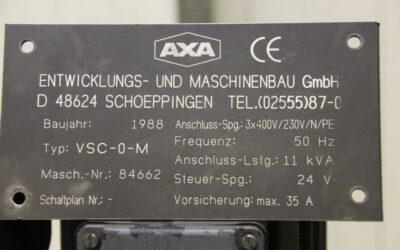 AXA CE
ENTWICKLUNGS- UND MASCHINENBAU GmbH
D 48624 SCHOEPPINGEN TEL.(02555)87-0
Baujahr: 1988 Anschluss-Spg.: 3x400V/230V/N/PE
Frequenz: 50 Hz
Typ: VSC-0-M
Anschluss-Lstg.: 11 kVA
Masch.-Nr.: 84662 Steuer-Spg.: 24 V
Schaltplan Nr.: - Vorsicherung: max. 35 A